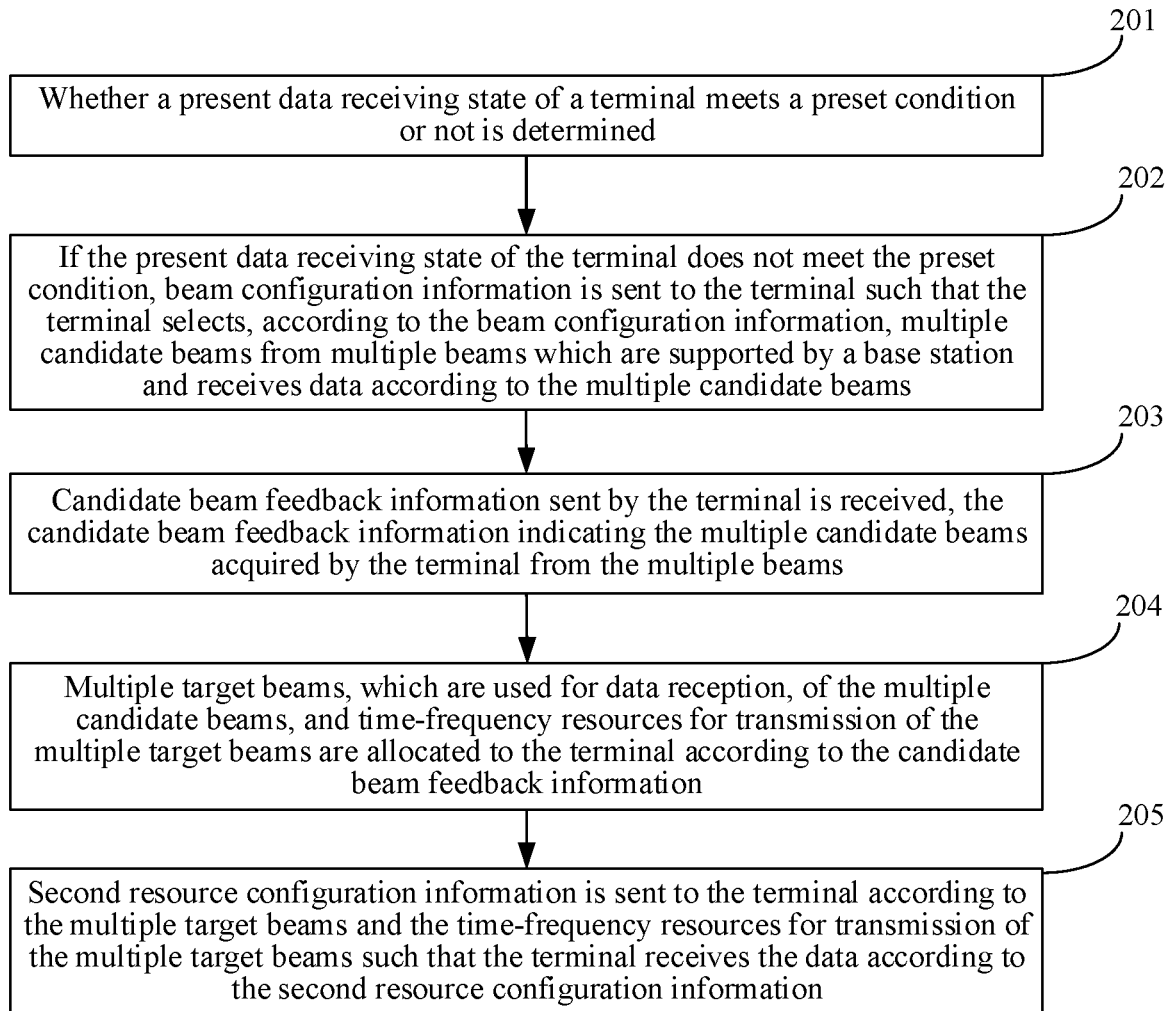 201
Whether a present data receiving state of a terminal meets a preset condition
or not is determined
202
If the present data receiving state of the terminal does not meet the preset
condition, beam configuration information is sent to the terminal such that the
terminal selects, according to the beam configuration information, multiple
candidate beams from multiple beams which are supported by a base station
and receives data according to the multiple candidate beams
203
Candidate beam feedback information sent by the terminal is received, the
candidate beam feedback information indicating the multiple candidate beams
acquired by the terminal from the multiple beams
204
Multiple target beams, which are used for data reception, of the multiple
candidate beams, and time-frequency resources for transmission of the
multiple target beams are allocated to the terminal according to the candidate
beam feedback information
205
Second resource configuration information is sent to the terminal according to
the multiple target beams and the time-frequency resources for transmission of
the multiple target beams such that the terminal receives the data according to
the second resource configuration information